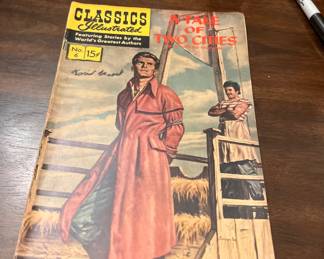 CLASSICS
Illustrated
Featuring Stories by the
World's Greatest Authors
No. 6
15¢
A TALE
OF
TWO CITIES